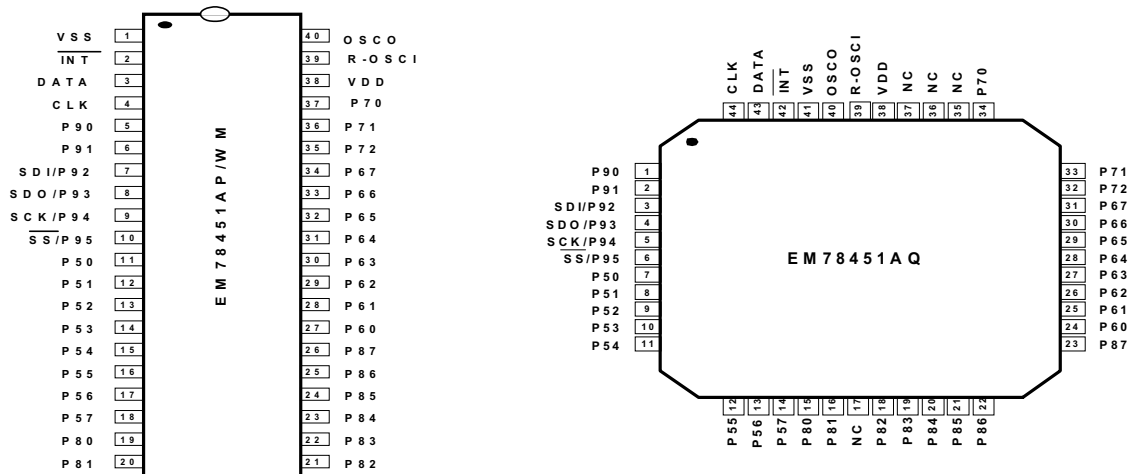 VSS 1
INT 2
DATA 3
CLK 4
P90 5
P91 6
SDI/P92 7
SDO/P93 8
SCK/P94 9
SS/P95 10
P50 11
P51 12
P52 13
P53 14
P54 15
P55 16
P56 17
P57 18
P80 19
P81 20
EM78451AP/WM
40 OSCO
39 R-OSCI
38 VDD
37 P70
36 P71
35 P72
34 P67
33 P66
32 P65
31 P64
30 P63
29 P62
28 P61
27 P60
26 P87
25 P86
24 P85
23 P84
22 P83
21 P82
CLK 44
DATA 43
INT 42
VSS 41
OSCO 40
R-OSCI 39
VDD 38
NC 37
NC 36
NC 35
P70 34
P90 1
P91 2
SDI/P92 3
SDO/P93 4
SCK/P94 5
SS/P95 6
P50 7
P51 8
P52 9
P53 10
P54 11
EM78451AQ
33 P71
32 P72
31 P67
30 P66
29 P65
28 P64
27 P63
26 P62
25 P61
24 P60
23 P87
P55 12
P56 13
P57 14
P80 15
P81 16
NC 17
P82 18
P83 19
P84 20
P85 21
P86 22